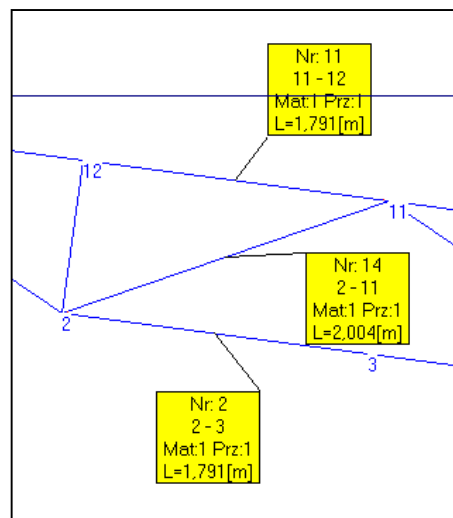 Nr: 11
11 - 12
Mat:1 Prz:1
L=1,791[m]
12
11
Nr: 14
2 - 11
Mat:1 Prz:1
L=2,004[m]
2
3
Nr: 2
2 - 3
Mat:1 Prz:1
L=1,791[m]